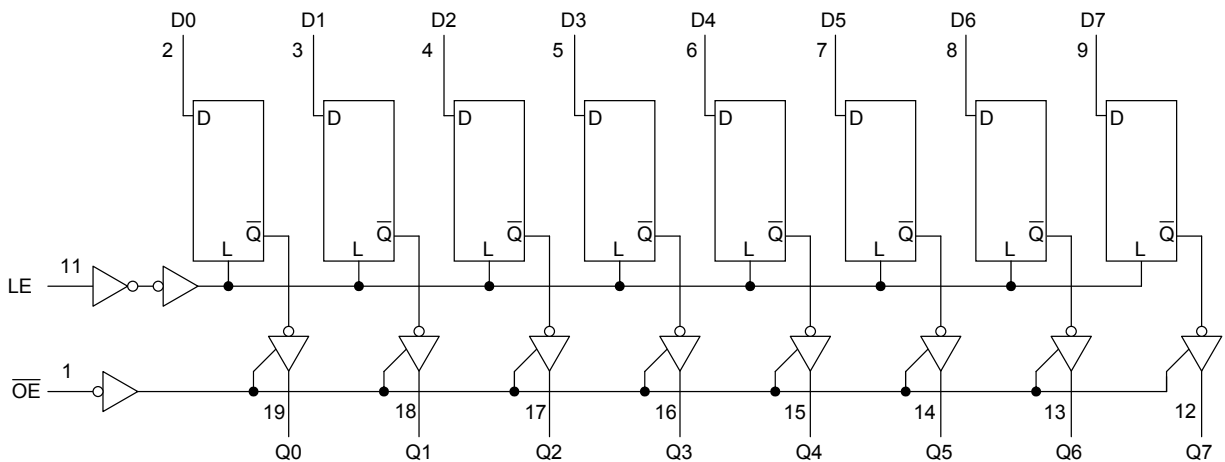 D0 D1 D2 D3 D4 D5 D6 D7
2 3 4 5 6 7 8 9
D D D D D D D D
Q̅ Q̅ Q̅ Q̅ Q̅ Q̅ Q̅ Q̅
L L L L L L L L
11
LE
1
O̅E̅
19 18 17 16 15 14 13 12
Q0 Q1 Q2 Q3 Q4 Q5 Q6 Q7